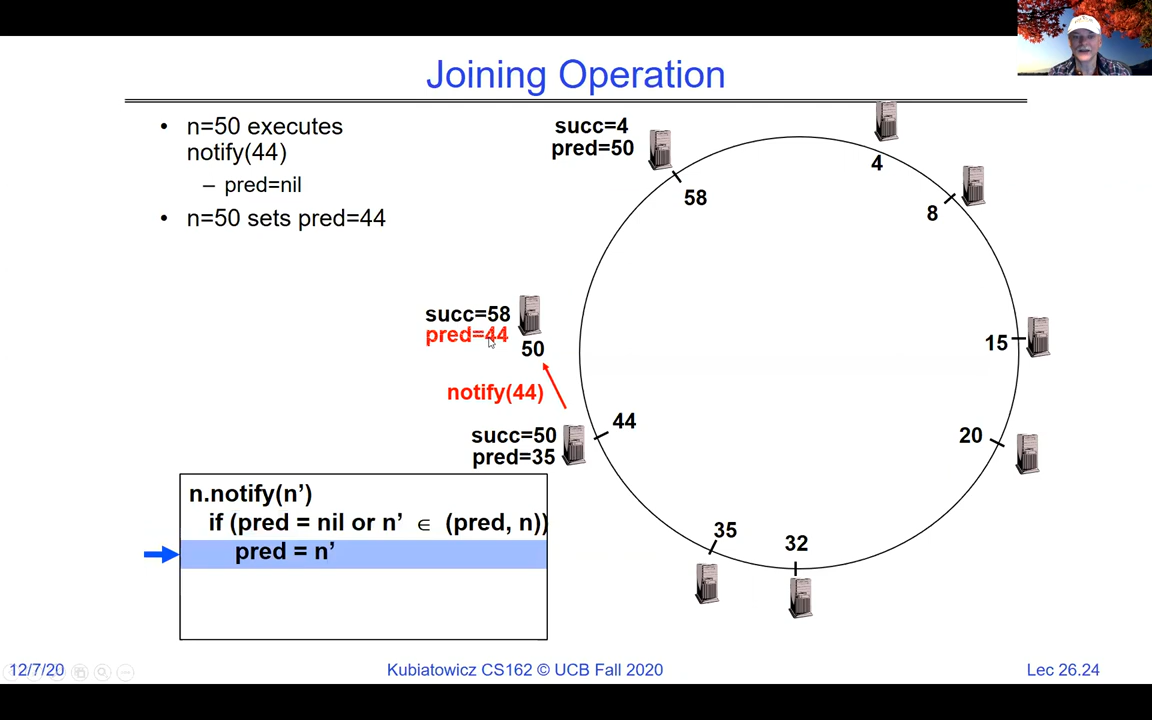 Joining Operation
• n=50 executes
notify(44)
– pred=nil
• n=50 sets pred=44
succ=4
pred=50
58
4
8
15
20
32
35
44
succ=58
pred=44
50
notify(44)
succ=50
pred=35
n.notify(n’)
if (pred = nil or n’ ∈ (pred, n))
pred = n’
12/7/20
Kubiatowicz CS162 © UCB Fall 2020
Lec 26.24